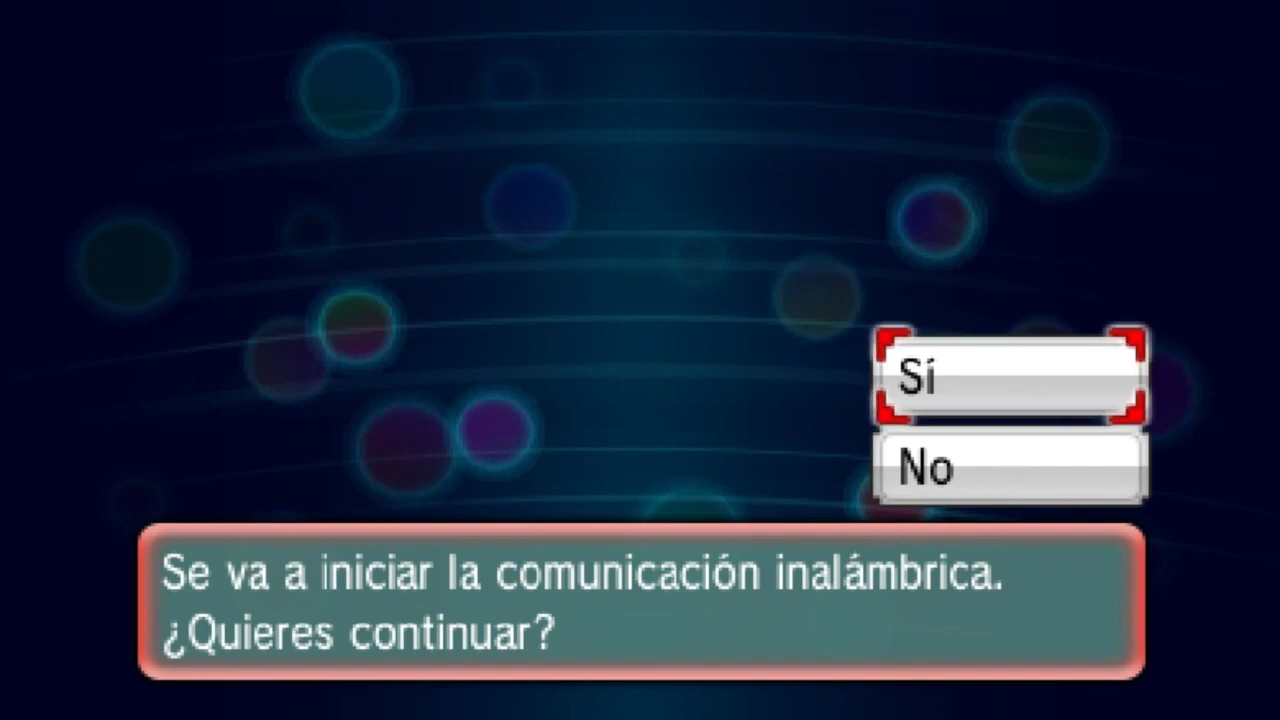 Sí
No
Se va a iniciar la comunicación inalámbrica.
¿Quieres continuar?